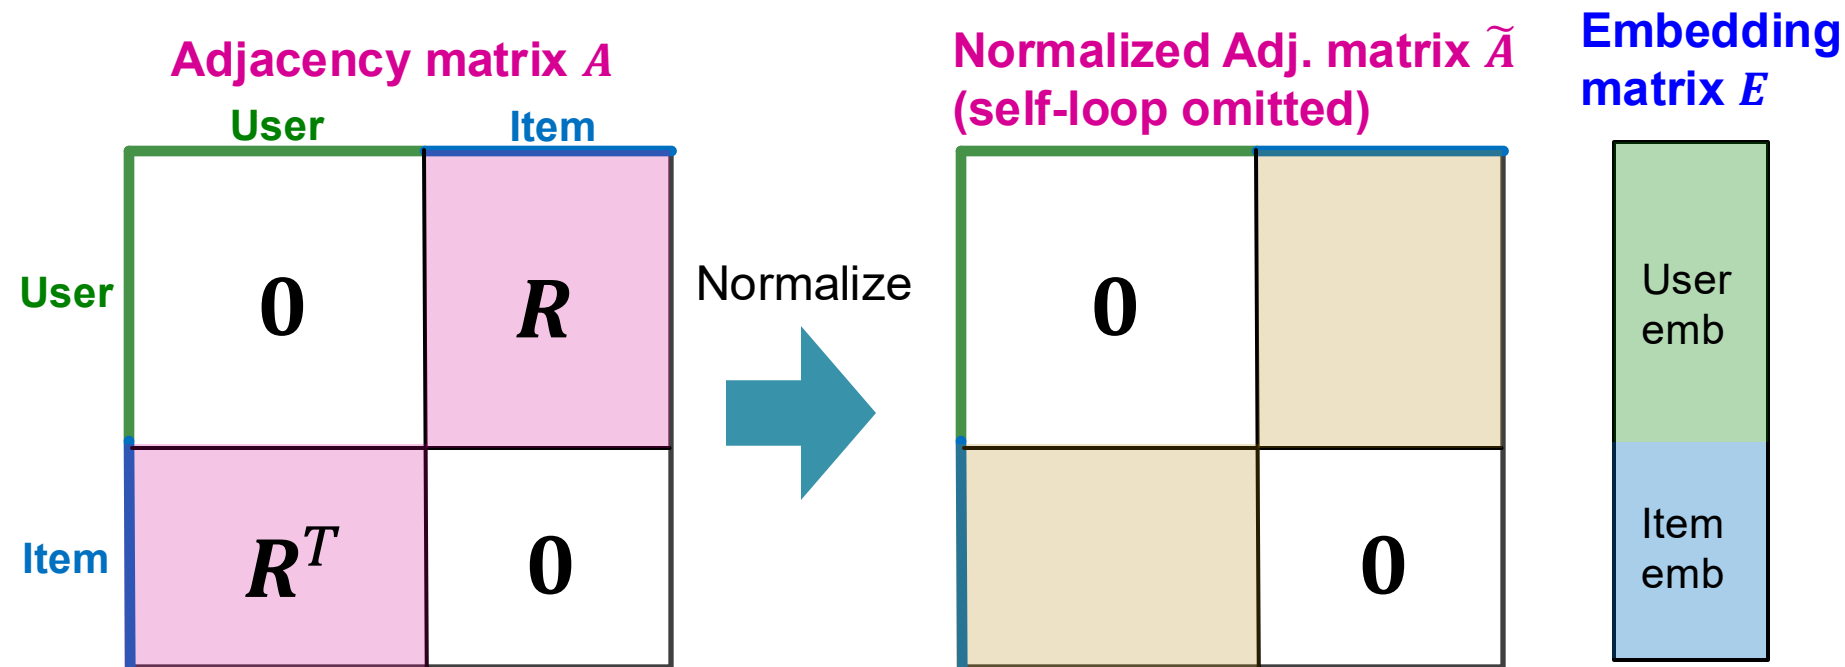 Adjacency matrix A
User Item
User
0 R
Item
R^T 0
Normalize
Normalized Adj. matrix Ã
(self-loop omitted)
0
0
Embedding
matrix E
User
emb
Item
emb